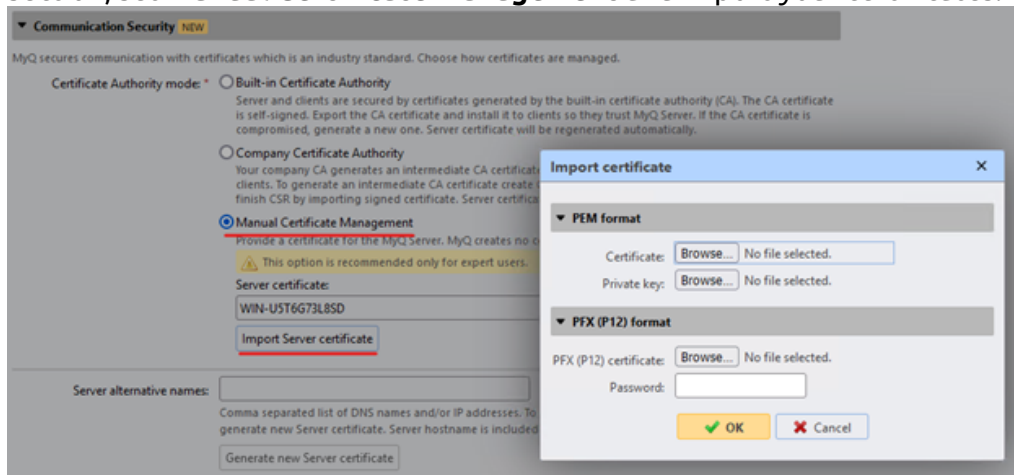 Communication Security NEW
MyQ secures communication with certificates which is an industry standard. Choose how certificates are managed.
Certificate Authority mode: *
Built-in Certificate Authority
Server and clients are secured by certificates generated by the built-in certificate authority (CA). The CA certificate
is self-signed. Export the CA certificate and install it to clients so they trust MyQ Server. If the CA certificate is
compromised, generate a new one. Server certificate will be regenerated automatically.
Company Certificate Authority
Your company CA generates an intermediate CA certificate
clients. To generate an intermediate CA certificate create
finish CSR by importing signed certificate. Server certifica
Manual Certificate Management
Provide a certificate for the MyQ Server. MyQ creates no
This option is recommended only for expert users.
Server certificate:
WIN-U5T6G73L8SD
Import Server certificate
Server alternative names:
Comma separated list of DNS names and/or IP addresses. To
generate new Server certificate. Server hostname is included
Generate new Server certificate
Import certificate
PEM format
Certificate: Browse... No file selected.
Private key: Browse... No file selected.
PFX (P12) format
PFX (P12) certificate: Browse... No file selected.
Password:
OK Cancel